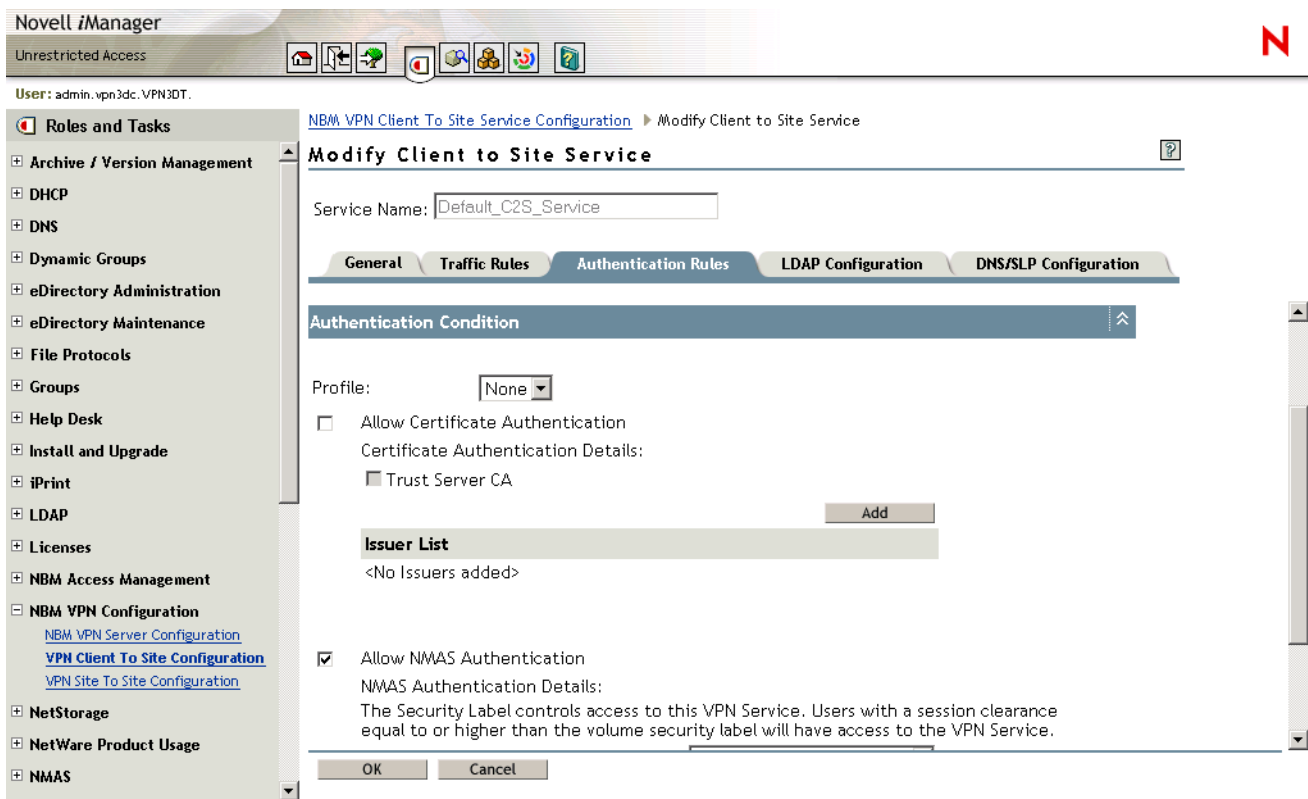 Novell iManager
Unrestricted Access
N
User: admin.vpn3dc.VPN3DT.
Roles and Tasks
Archive / Version Management
DHCP
DNS
Dynamic Groups
eDirectory Administration
eDirectory Maintenance
File Protocols
Groups
Help Desk
Install and Upgrade
iPrint
LDAP
Licenses
NBM Access Management
NBM VPN Configuration
NBM VPN Server Configuration
VPN Client To Site Configuration
VPN Site To Site Configuration
NetStorage
NetWare Product Usage
NMAS
NBM VPN Client To Site Service Configuration Modify Client to Site Service
Modify Client to Site Service
?
Service Name: Default_C2S_Service
General Traffic Rules Authentication Rules LDAP Configuration DNS/SLP Configuration
Authentication Condition
Profile: None
Allow Certificate Authentication
Certificate Authentication Details:
Trust Server CA
Add
Issuer List
<No Issuers added>
Allow NMAS Authentication
NMAS Authentication Details:
The Security Label controls access to this VPN Service. Users with a session clearance
equal to or higher than the volume security label will have access to the VPN Service.
OK Cancel